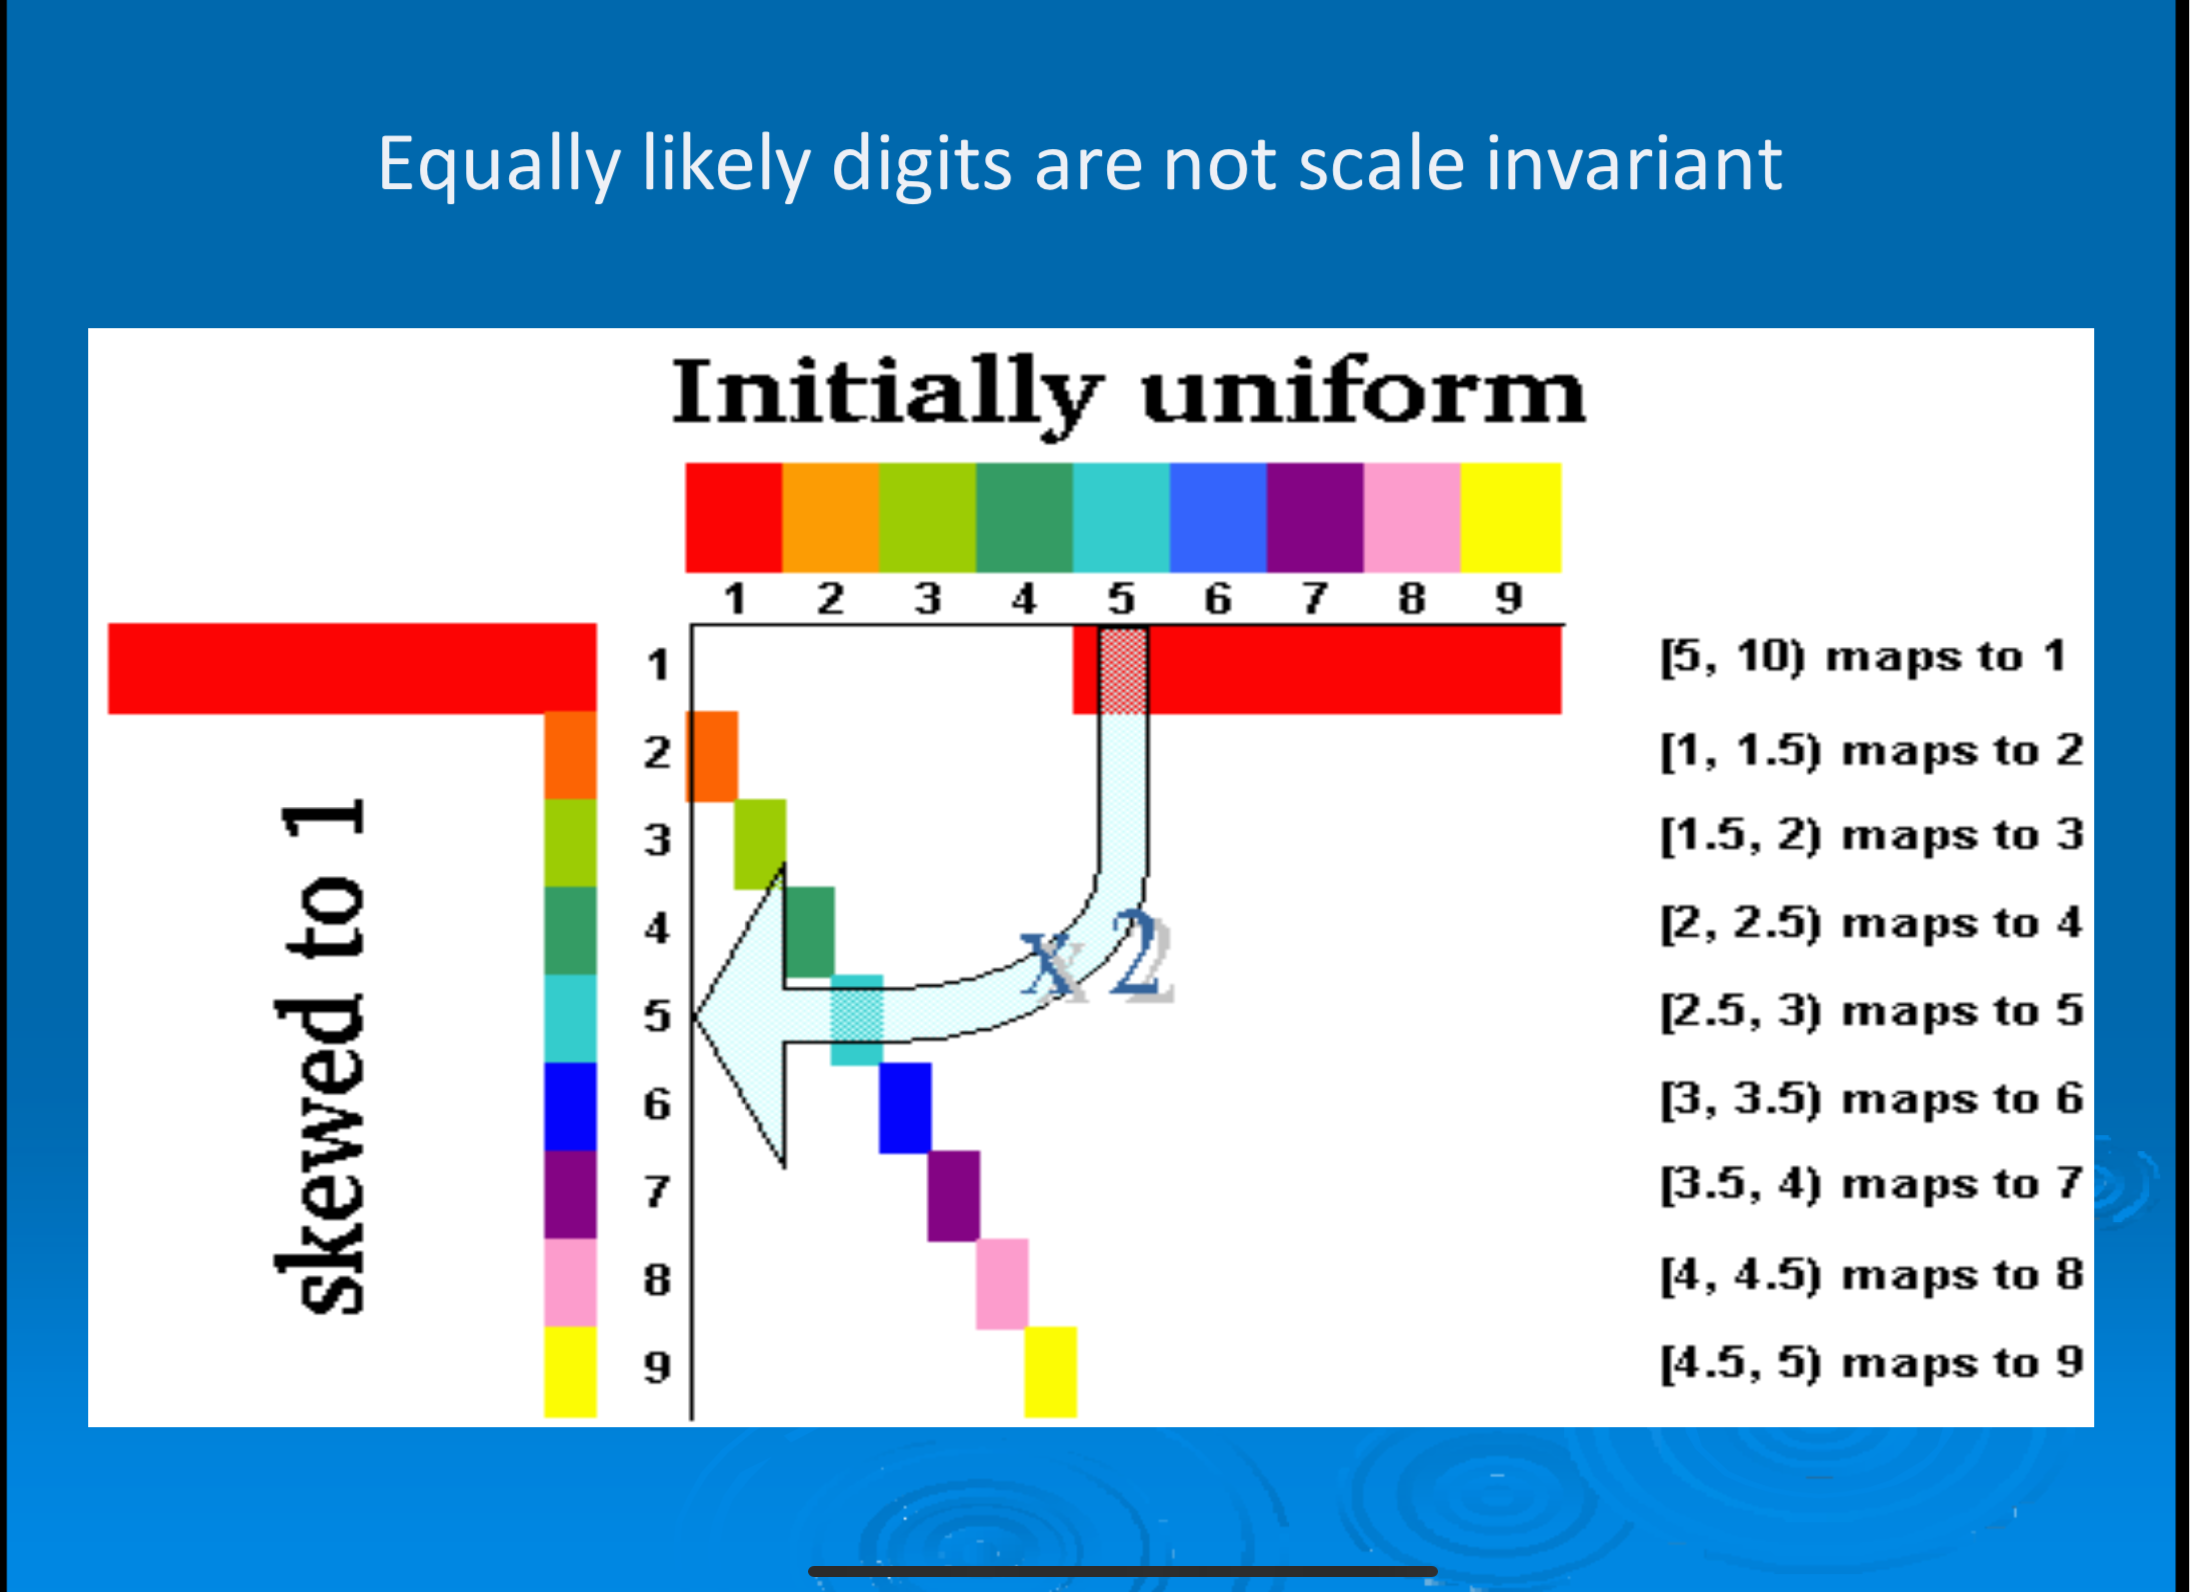 Equally likely digits are not scale invariant
Initially uniform
1 2 3 4 5 6 7 8 9
skewed to 1
1
2
3
4
5
6
7
8
9
x 2
[5, 10) maps to 1
[1, 1.5) maps to 2
[1.5, 2) maps to 3
[2, 2.5) maps to 4
[2.5, 3) maps to 5
[3, 3.5) maps to 6
[3.5, 4) maps to 7
[4, 4.5) maps to 8
[4.5, 5) maps to 9